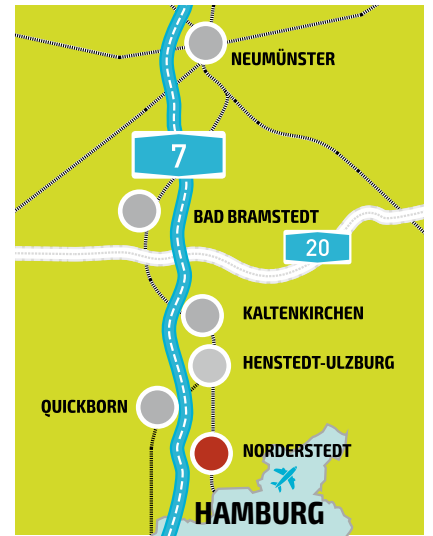 NEUMÜNSTER
7
BAD BRAMSTEDT
20
KALTENKIRCHEN
HENSTEDT-ULZBURG
QUICKBORN
NORDERSTEDT
HAMBURG